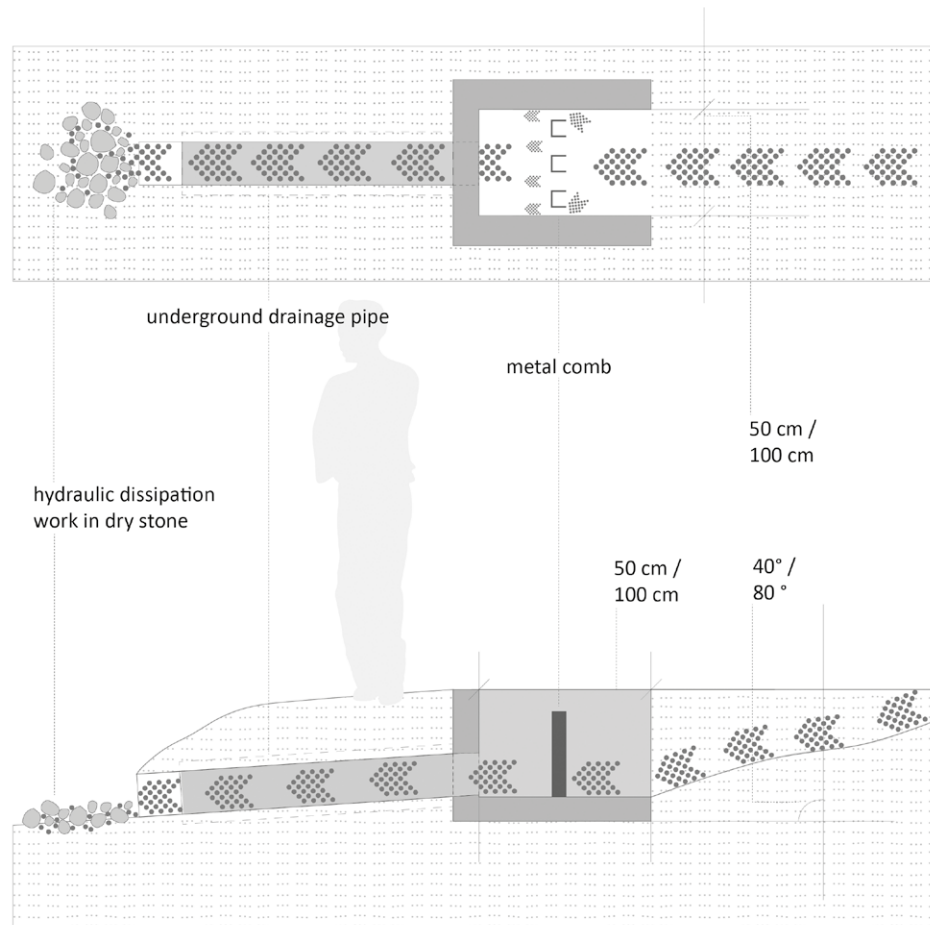 underground drainage pipe
metal comb
50 cm /
100 cm
hydraulic dissipation
work in dry stone
50 cm /
100 cm
40° /
80 °